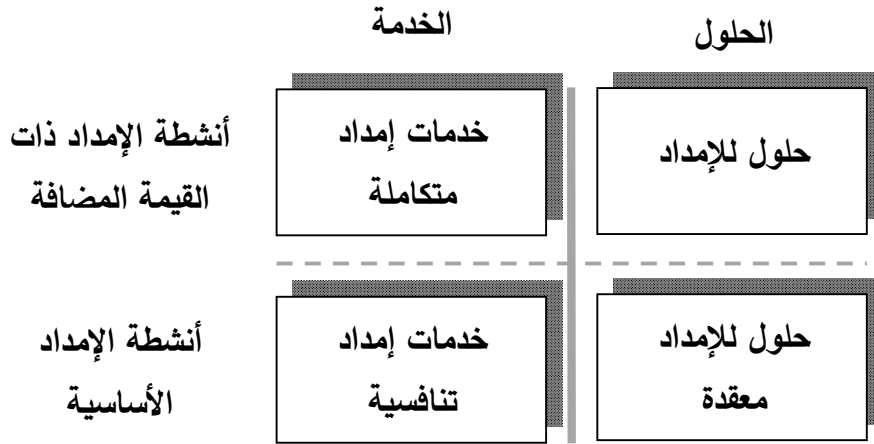 الحلول
الخدمة
حلول للإمداد
خدمات إمداد
متكاملة
أنشطة الإمداد ذات
القيمة المضافة
حلول للإمداد
معقدة
خدمات إمداد
تنافسية
أنشطة الإمداد
الأساسية